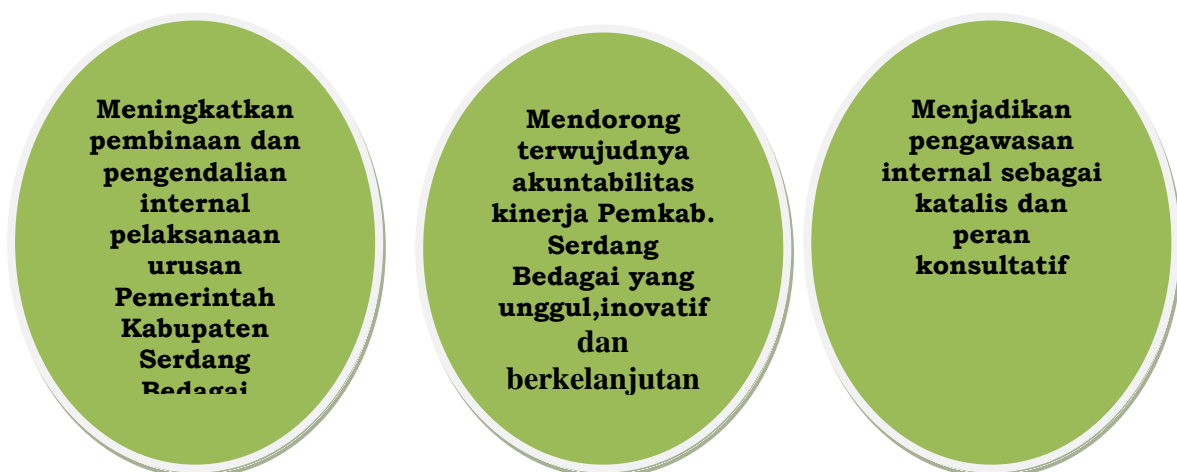 Meningkatkan
pembinaan dan
pengendalian
internal
pelaksanaan
urusan
Pemerintah
Kabupaten
Serdang
Bedagai
Mendorong
terwujudnya
akuntabilitas
kinerja Pemkab.
Serdang
Bedagai yang
unggul,inovatif
dan
berkelanjutan
Menjadikan
pengawasan
internal sebagai
katalis dan
peran
konsultatif